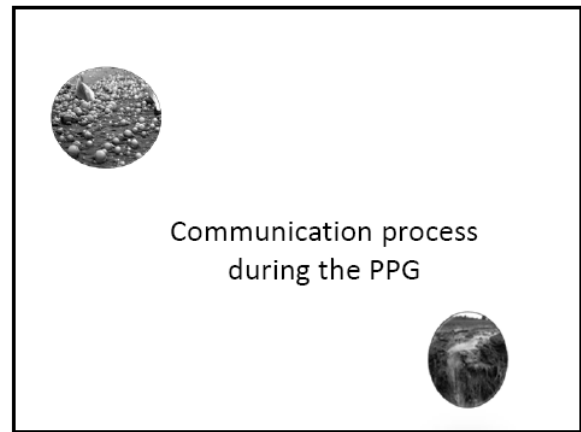 Communication process
during the PPG